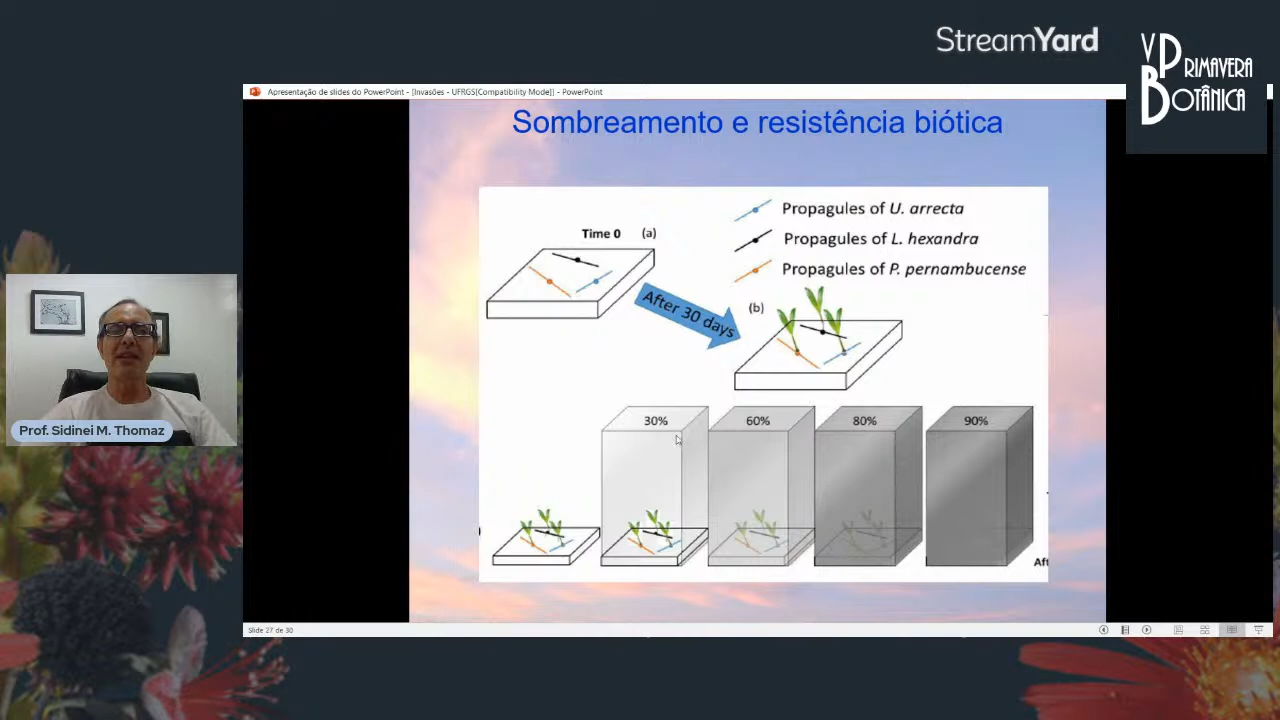 StreamYard
V PRIMAVERA
BOTÂNICA
Apresentação de slides do PowerPoint - [Invasões - UFRGS[Compatibility Mode]] - PowerPoint
Sombreamento e resistência biótica
Time 0 (a)
Propagules of U. arrecta
Propagules of L. hexandra
Propagules of P. pernambucense
After 30 days
(b)
30%
60%
80%
90%
Aft
Prof. Sidinei M. Thomaz
Slide 27 de 30